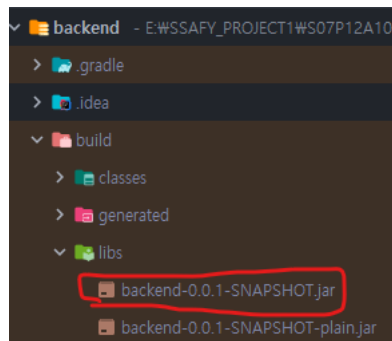 backend - E:₩SSAFY_PROJECT1₩S07P12A10
.gradle
.idea
build
classes
generated
libs
backend-0.0.1-SNAPSHOT.jar
backend-0.0.1-SNAPSHOT-plain.jar